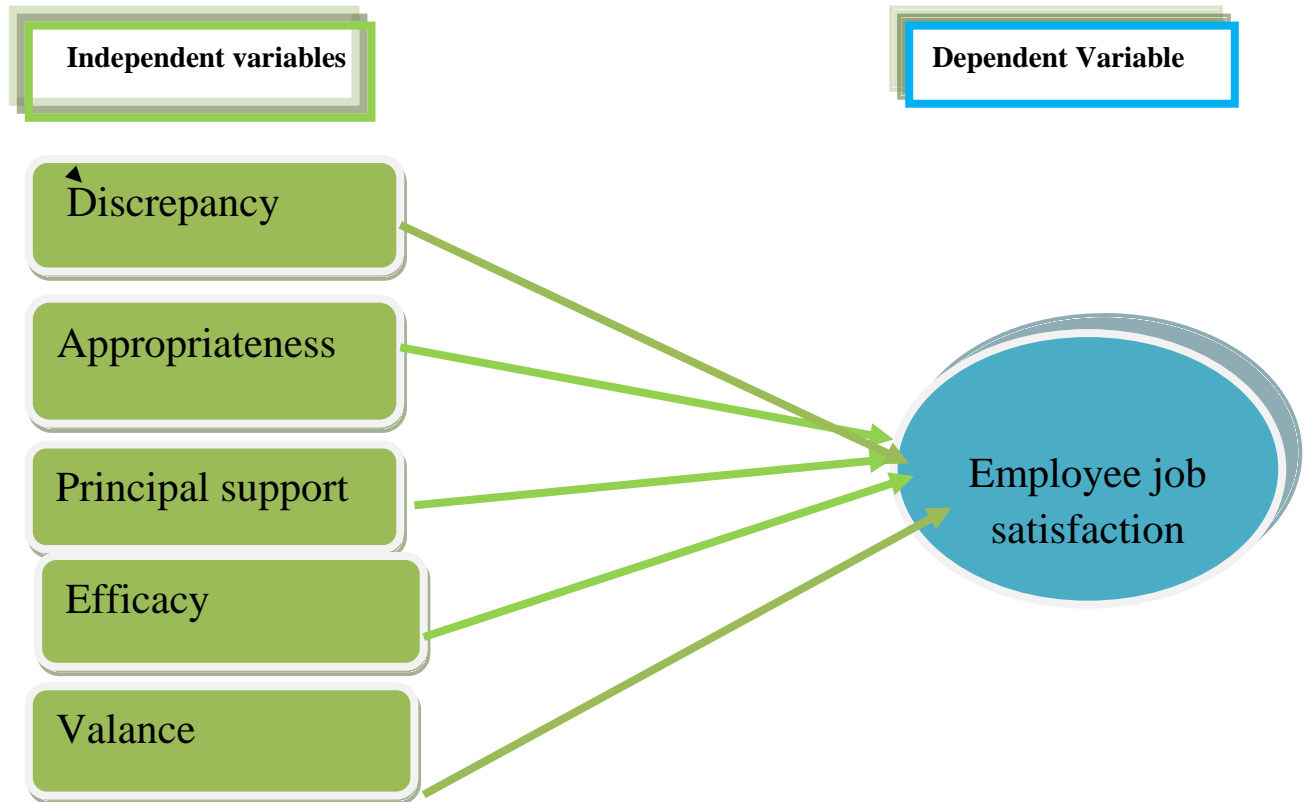 Independent variables
Dependent Variable
Discrepancy
Appropriateness
Principal support
Efficacy
Valance
Employee job
satisfaction